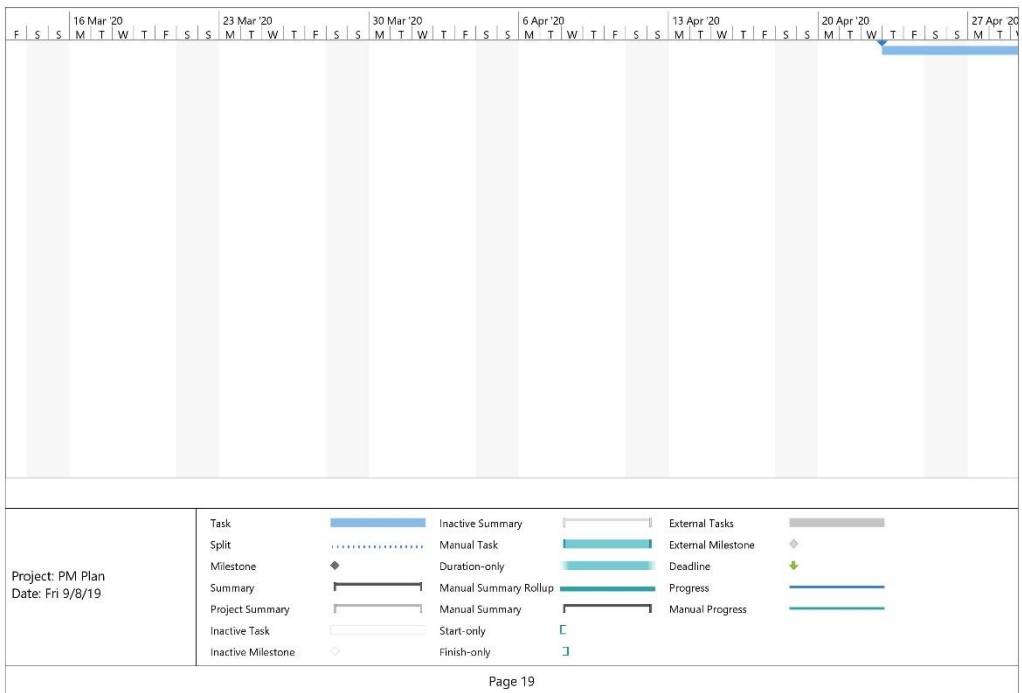 16 Mar '20 23 Mar '20 30 Mar '20 6 Apr '20 13 Apr '20 20 Apr '20 27 Apr '20
F S S M T W T F S S M T W T F S S M T W T F S S M T W T F S S M T W T F S S M T W T F S S M T
Task Inactive Summary External Tasks
Split Manual Task External Milestone
Milestone Duration-only Deadline
Project: PM Plan
Summary Manual Summary Rollup Progress
Date: Fri 9/8/19
Project Summary Manual Summary Manual Progress
Inactive Task Start-only
Inactive Milestone Finish-only
Page 19